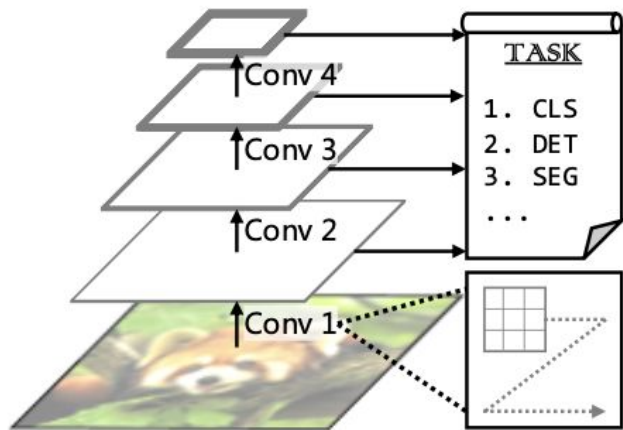 TASK
1. CLS
2. DET
3. SEG
...
Conv 4
Conv 3
Conv 2
Conv 1